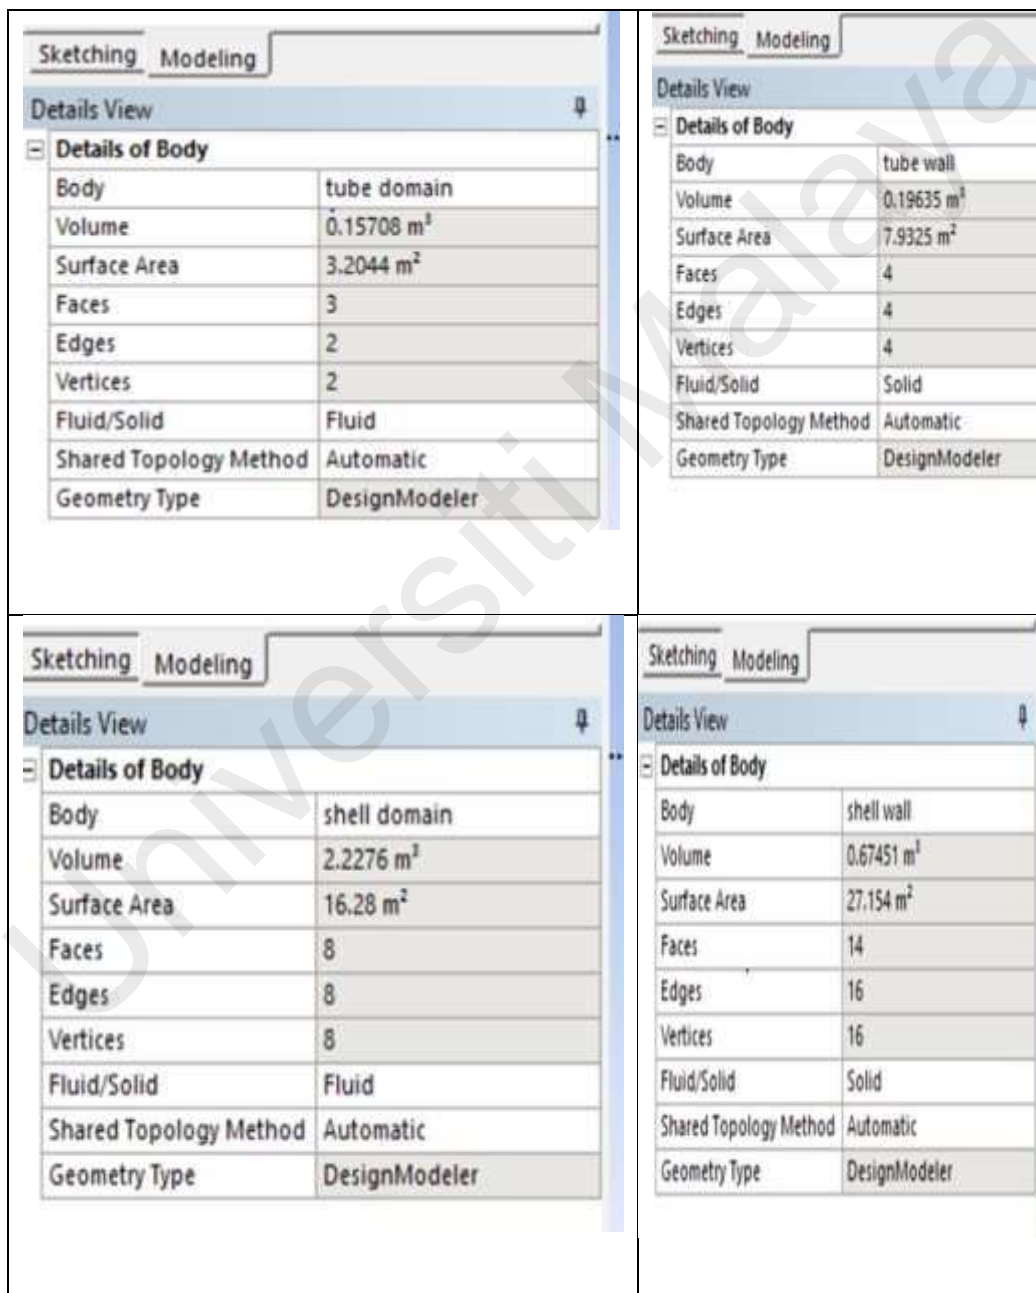 Sketching Modeling
Details View
Details of Body
Body tube domain
Volume 0.15708 m³
Surface Area 3.2044 m²
Faces 3
Edges 2
Vertices 2
Fluid/Solid Fluid
Shared Topology Method Automatic
Geometry Type DesignModeler
Sketching Modeling
Details View
Details of Body
Body tube wall
Volume 0.19635 m³
Surface Area 7.9325 m²
Faces 4
Edges 4
Vertices 4
Fluid/Solid Solid
Shared Topology Method Automatic
Geometry Type DesignModeler
Sketching Modeling
Details View
Details of Body
Body shell domain
Volume 2.2276 m³
Surface Area 16.28 m²
Faces 8
Edges 8
Vertices 8
Fluid/Solid Fluid
Shared Topology Method Automatic
Geometry Type DesignModeler
Sketching Modeling
Details View
Details of Body
Body shell wall
Volume 0.67451 m³
Surface Area 27.154 m²
Faces 14
Edges 16
Vertices 16
Fluid/Solid Solid
Shared Topology Method Automatic
Geometry Type DesignModeler
Universiti Malaya